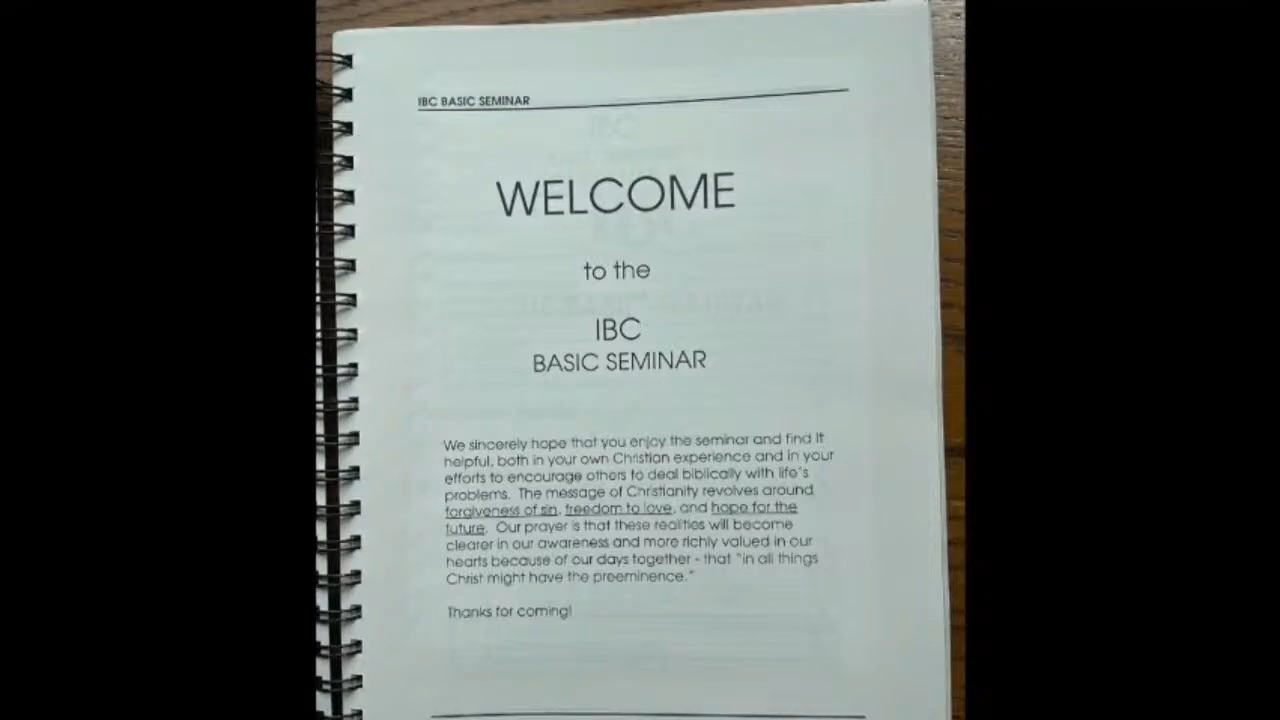 IBC BASIC SEMINAR
WELCOME
to the
IBC
BASIC SEMINAR
We sincerely hope that you enjoy the seminar and find it
helpful, both in your own Christian experience and in your
efforts to encourage others to deal biblically with life's
problems. The message of Christianity revolves around
forgiveness of sin, freedom to love, and hope for the
future. Our prayer is that these realities will become
clearer in our awareness and more richly valued in our
hearts because of our days together - that "in all things
Christ might have the preeminence."
Thanks for coming!